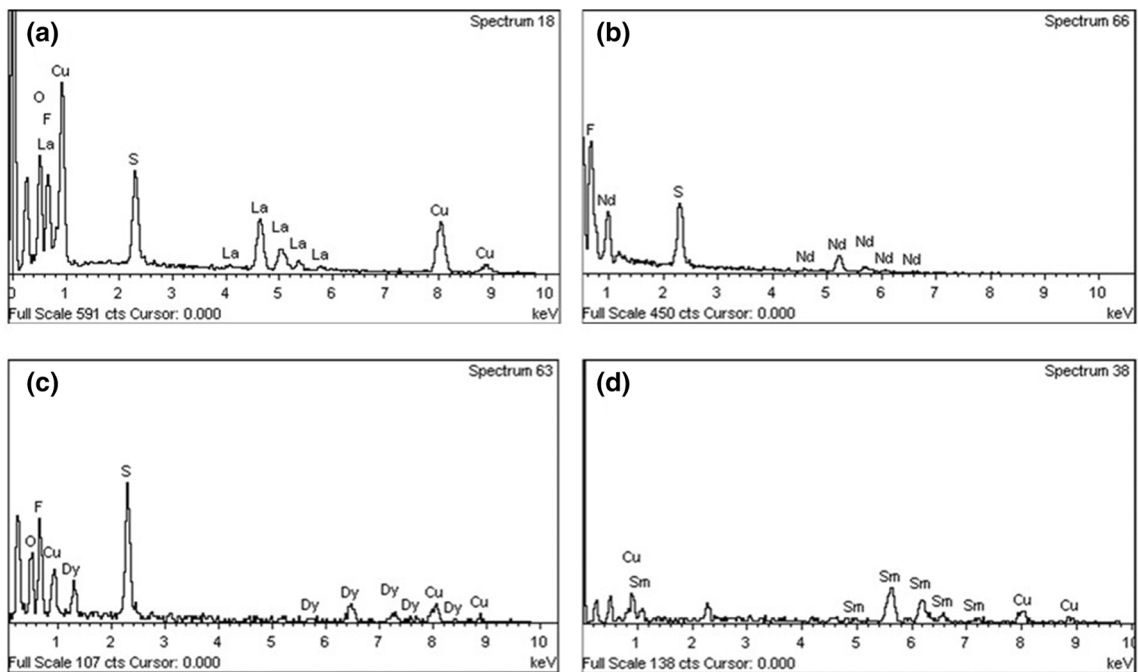 (a) Spectrum 18
Cu
O
F
La
S
La
La
La
La
La
Cu
Cu
0 1 2 3 4 5 6 7 8 9 10
Full Scale 591 cts Cursor: 0.000 keV
(b) Spectrum 66
F
Nd
S
Nd
Nd
Nd
Nd
Nd
1 2 3 4 5 6 7 8 9 10
Full Scale 450 cts Cursor: 0.000 keV
(c) Spectrum 63
S
F
O
Cu
Dy
Dy
Dy
Dy
Dy
Cu
Dy
Cu
1 2 3 4 5 6 7 8 9 10
Full Scale 107 cts Cursor: 0.000 keV
(d) Spectrum 38
Cu
Sm
Sm
Sm
Sm
Sm
Sm
Cu
Cu
1 2 3 4 5 6 7 8 9 10
Full Scale 138 cts Cursor: 0.000 keV